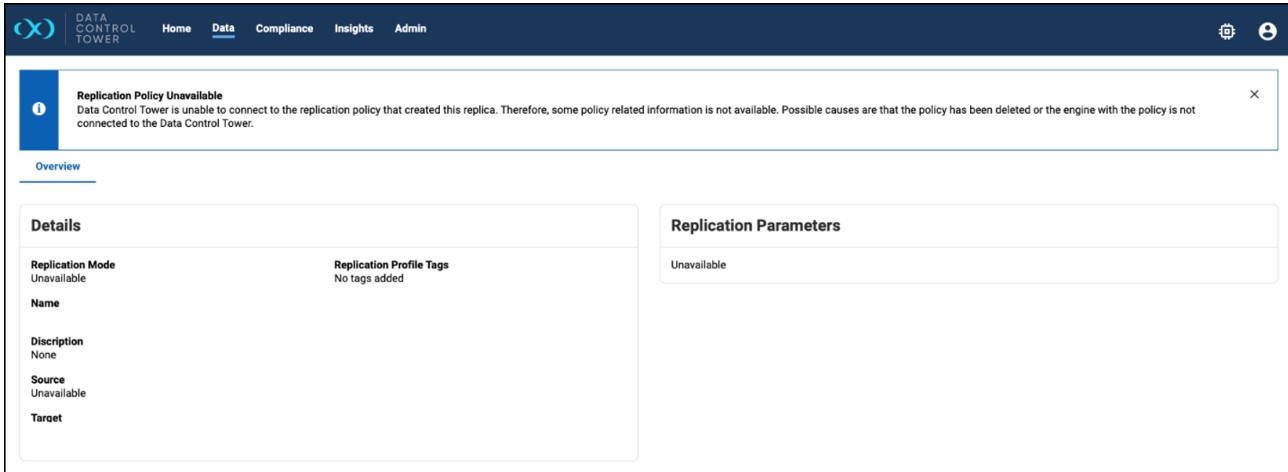 DATA
CONTROL
TOWER
Home Data Compliance Insights Admin
Replication Policy Unavailable
Data Control Tower is unable to connect to the replication policy that created this replica. Therefore, some policy related information is not available. Possible causes are that the policy has been deleted or the engine with the policy is not
connected to the Data Control Tower.
Overview
Details
Replication Mode
Unavailable
Replication Profile Tags
No tags added
Name
Discription
None
Source
Unavailable
Target
Replication Parameters
Unavailable